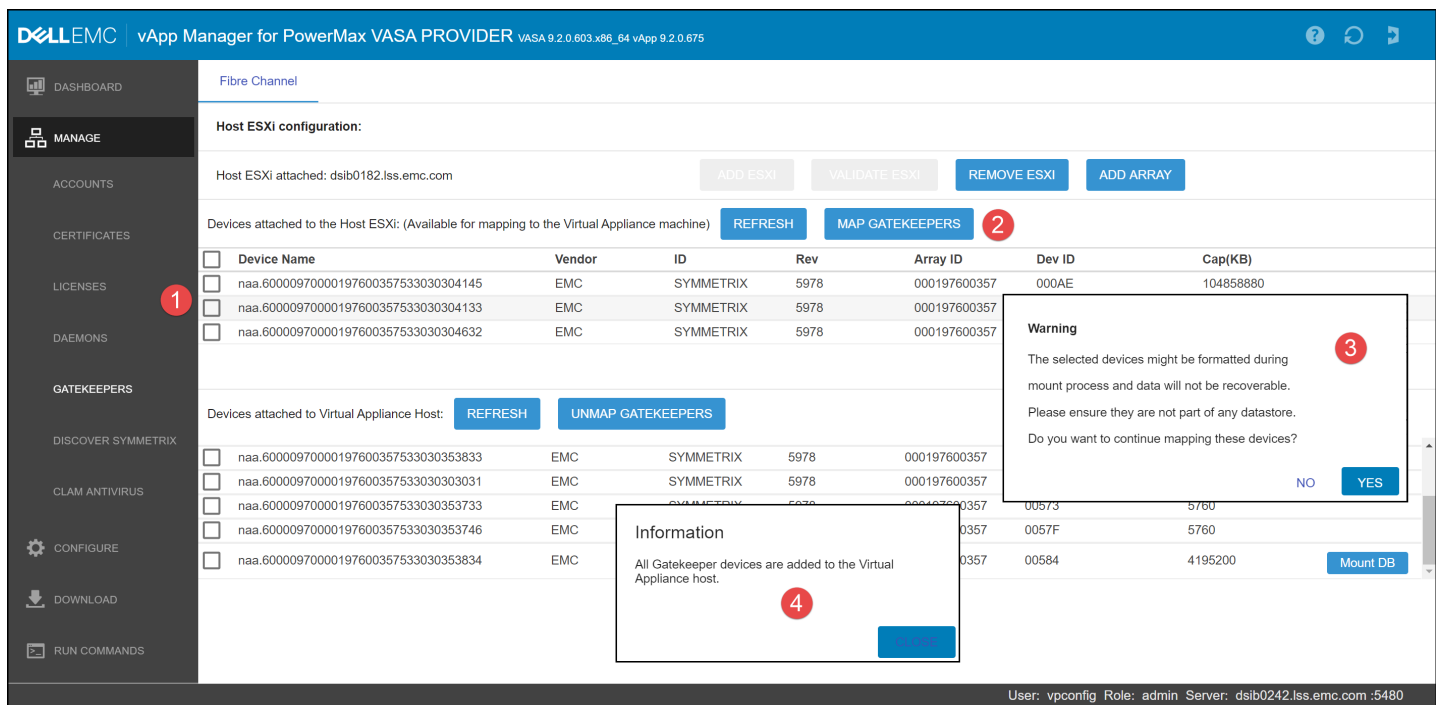 DELLEMC vApp Manager for PowerMax VASA PROVIDER VASA 9.2.0.603.x86_64 vApp 9.2.0.675
?
DASHBOARD
MANAGE
ACCOUNTS
CERTIFICATES
LICENSES
DAEMONS
GATEKEEPERS
DISCOVER SYMMETRIX
CLAM ANTIVIRUS
CONFIGURE
DOWNLOAD
RUN COMMANDS
Fibre Channel
Host ESXi configuration:
Host ESXi attached: dsib0182.lss.emc.com ADD ESXI VALIDATE ESXI REMOVE ESXI ADD ARRAY
Devices attached to the Host ESXi: (Available for mapping to the Virtual Appliance machine) REFRESH MAP GATEKEEPERS 2
Device Name Vendor ID Rev Array ID Dev ID Cap(KB)
naa.60000970000197600357533030304145 EMC SYMMETRIX 5978 000197600357 000AE 104858880
1
naa.60000970000197600357533030304133 EMC SYMMETRIX 5978 000197600357
naa.60000970000197600357533030304632 EMC SYMMETRIX 5978 000197600357
Warning
3
The selected devices might be formatted during
mount process and data will not be recoverable.
Please ensure they are not part of any datastore.
Do you want to continue mapping these devices?
NO YES
Devices attached to Virtual Appliance Host: REFRESH UNMAP GATEKEEPERS
naa.60000970000197600357533030353833 EMC SYMMETRIX 5978 000197600357
naa.60000970000197600357533030303031 EMC SYMMETRIX 5978 000197600357
naa.60000970000197600357533030353733 EMC SYMMETRIX 5978 000197600357 00573 5760
naa.60000970000197600357533030353746 EMC 0357 0057F 5760
naa.60000970000197600357533030353834 EMC 0357 00584 4195200 Mount DB
Information
All Gatekeeper devices are added to the Virtual
Appliance host.
4
CLOSE
User: vpconfig Role: admin Server: dsib0242.lss.emc.com :5480